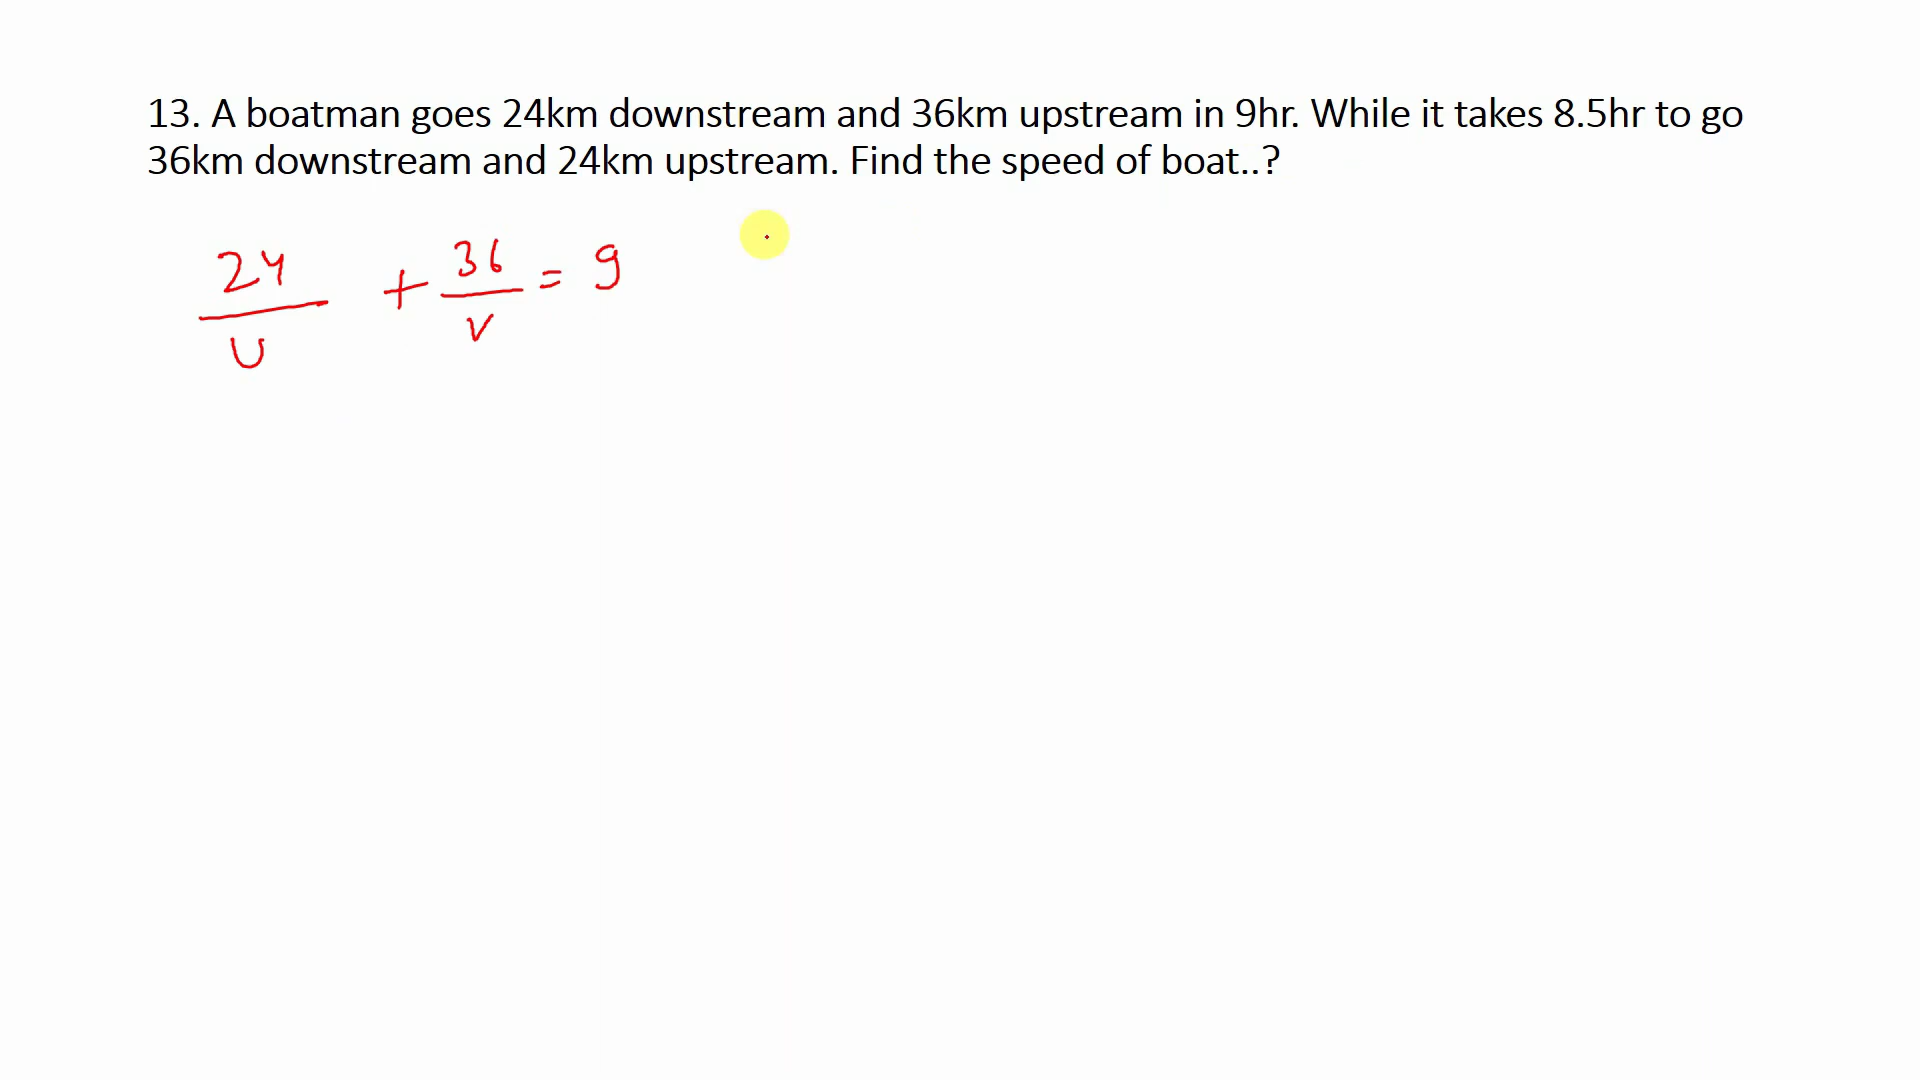 13. A boatman goes 24km downstream and 36km upstream in 9hr. While it takes 8.5hr to go
36km downstream and 24km upstream. Find the speed of boat..?
24/U + 36/V = 9